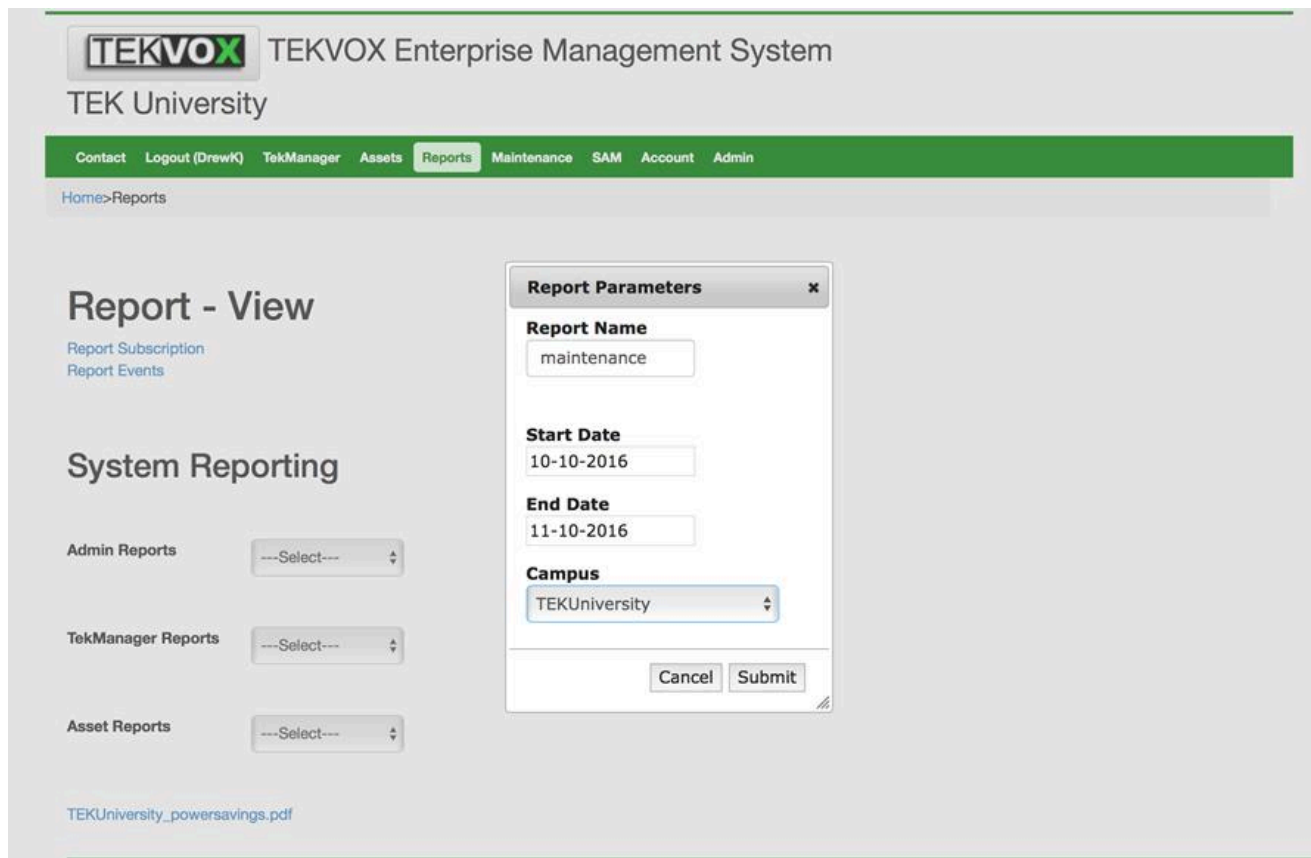 TEKVOX TEKVOX Enterprise Management System
TEK University
Contact Logout (DrewK) TekManager Assets Reports Maintenance SAM Account Admin
Home>Reports
Report - View
Report Subscription
Report Events
System Reporting
Admin Reports ---Select---
TekManager Reports ---Select---
Asset Reports ---Select---
TEKUniversity_powersavings.pdf
Report Parameters ×
Report Name
maintenance
Start Date
10-10-2016
End Date
11-10-2016
Campus
TEKUniversity
Cancel Submit